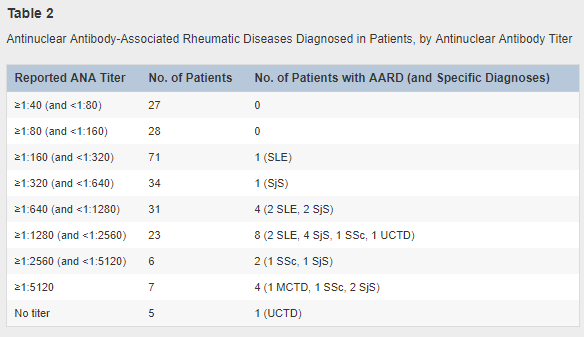 Table 2
Antinuclear Antibody-Associated Rheumatic Diseases Diagnosed in Patients, by Antinuclear Antibody Titer
Reported ANA Titer No. of Patients No. of Patients with AARD (and Specific Diagnoses)
≥1:40 (and <1:80) 27 0
≥1:80 (and <1:160) 28 0
≥1:160 (and <1:320) 71 1 (SLE)
≥1:320 (and <1:640) 34 1 (SjS)
≥1:640 (and <1:1280) 31 4 (2 SLE, 2 SjS)
≥1:1280 (and <1:2560) 23 8 (2 SLE, 4 SjS, 1 SSc, 1 UCTD)
≥1:2560 (and <1:5120) 6 2 (1 SSc, 1 SjS)
≥1:5120 7 4 (1 MCTD, 1 SSc, 2 SjS)
No titer 5 1 (UCTD)